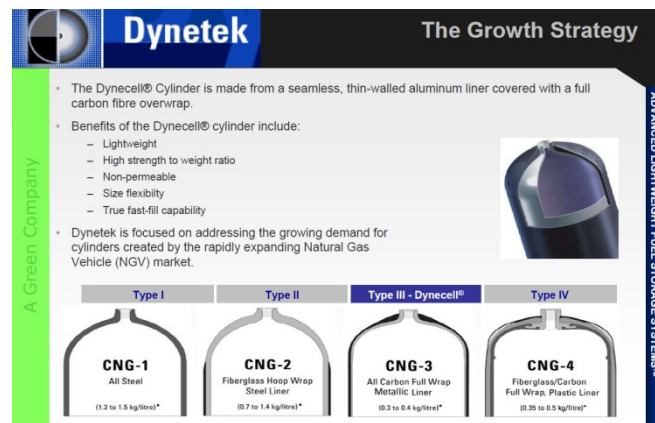 Dynetek
The Growth Strategy
A Green Company
The Dynecell® Cylinder is made from a seamless, thin-walled aluminum liner covered with a full
carbon fibre overwrap.
Benefits of the Dynecell® cylinder include:
– Lightweight
– High strength to weight ratio
– Non-permeable
– Size flexibilty
– True fast-fill capability
Dynetek is focused on addressing the growing demand for
cylinders created by the rapidly expanding Natural Gas
Vehicle (NGV) market.
ADVANCED LIGHTWEIGHT FUEL STORAGE SYSTEMS™
Type I
Type II
Type III - Dynecell®
Type IV
CNG-1
All Steel
(1.2 to 1.5 kg/litre)*
CNG-2
Fiberglass Hoop Wrap
Steel Liner
(0.7 to 1.4 kg/litre)*
CNG-3
All Carbon Full Wrap
Metallic Liner
(0.3 to 0.4 kg/litre)*
CNG-4
Fiberglass/Carbon
Full Wrap, Plastic Liner
(0.35 to 0.5 kg/litre)*